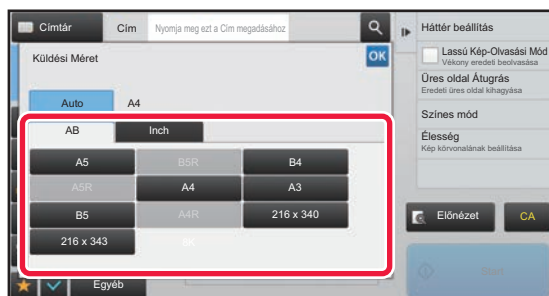 Címtár
Cím
Nyomja meg ezt a Cím megadásához
Küldési Méret
OK
Auto
A4
AB
Inch
A5
B5R
B4
A5R
A4
A3
B5
A4R
216 x 340
216 x 343
8K
Egyéb
Háttér beállítás
Lassú Kép-Olvasási Mód
Vékony eredeti beolvasása
Üres oldal Átugrás
Eredeti üres oldal kihagyása
Színes mód
Élesség
Kép körvonalának beállítása
Előnézet
CA
Start